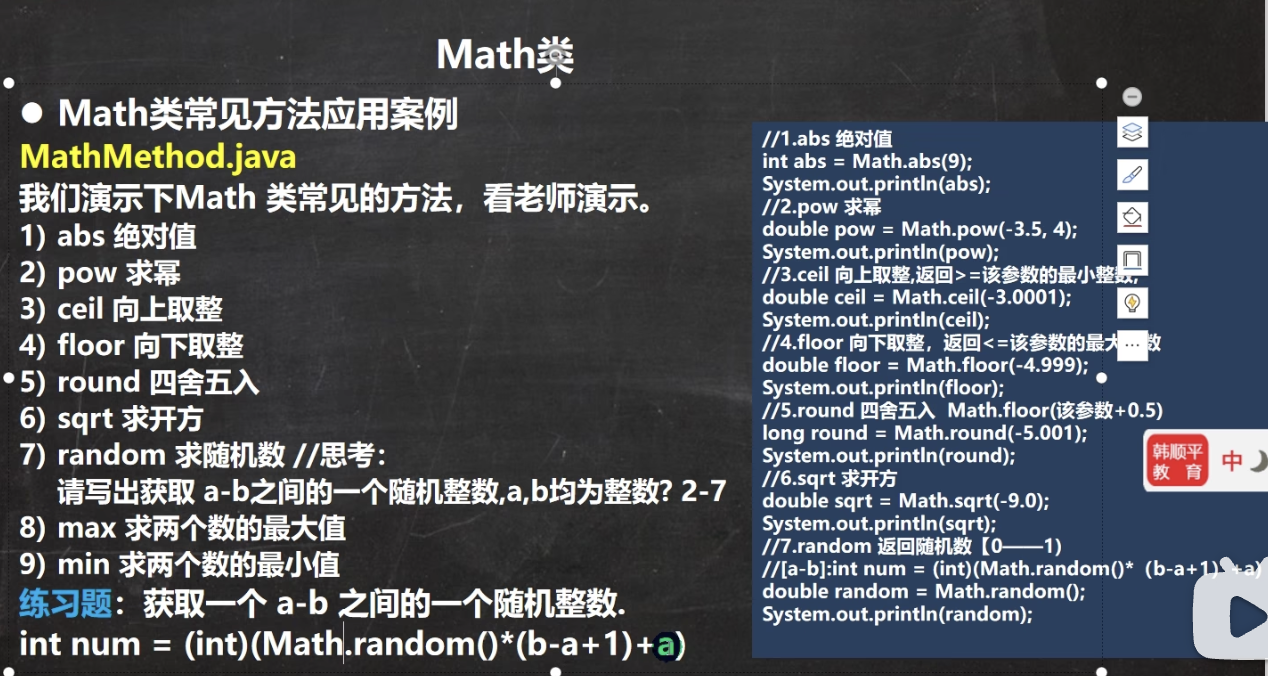 Math类
● Math类常见方法应用案例
MathMethod.java
我们演示下Math 类常见的方法，看老师演示。
1) abs 绝对值
2) pow 求幂
3) ceil 向上取整
4) floor 向下取整
5) round 四舍五入
6) sqrt 求开方
7) random 求随机数 //思考：
请写出获取 a-b之间的一个随机整数,a,b均为整数? 2-7
8) max 求两个数的最大值
9) min 求两个数的最小值
练习题：获取一个 a-b 之间的一个随机整数.
int num = (int)(Math.random()*(b-a+1)+a)
//1.abs 绝对值
int abs = Math.abs(9);
System.out.println(abs);
//2.pow 求幂
double pow = Math.pow(-3.5, 4);
System.out.println(pow);
//3.ceil 向上取整,返回>=该参数的最小整数;
double ceil = Math.ceil(-3.0001);
System.out.println(ceil);
//4.floor 向下取整，返回<=该参数的最大 数
double floor = Math.floor(-4.999);
System.out.println(floor);
//5.round 四舍五入 Math.floor(该参数+0.5)
long round = Math.round(-5.001);
System.out.println(round);
//6.sqrt 求开方
double sqrt = Math.sqrt(-9.0);
System.out.println(sqrt);
//7.random 返回随机数【0——1)
//[a-b]:int num = (int)(Math.random()*（b-a+1）+a)
double random = Math.random();
System.out.println(random);
韩顺平
教 育
中